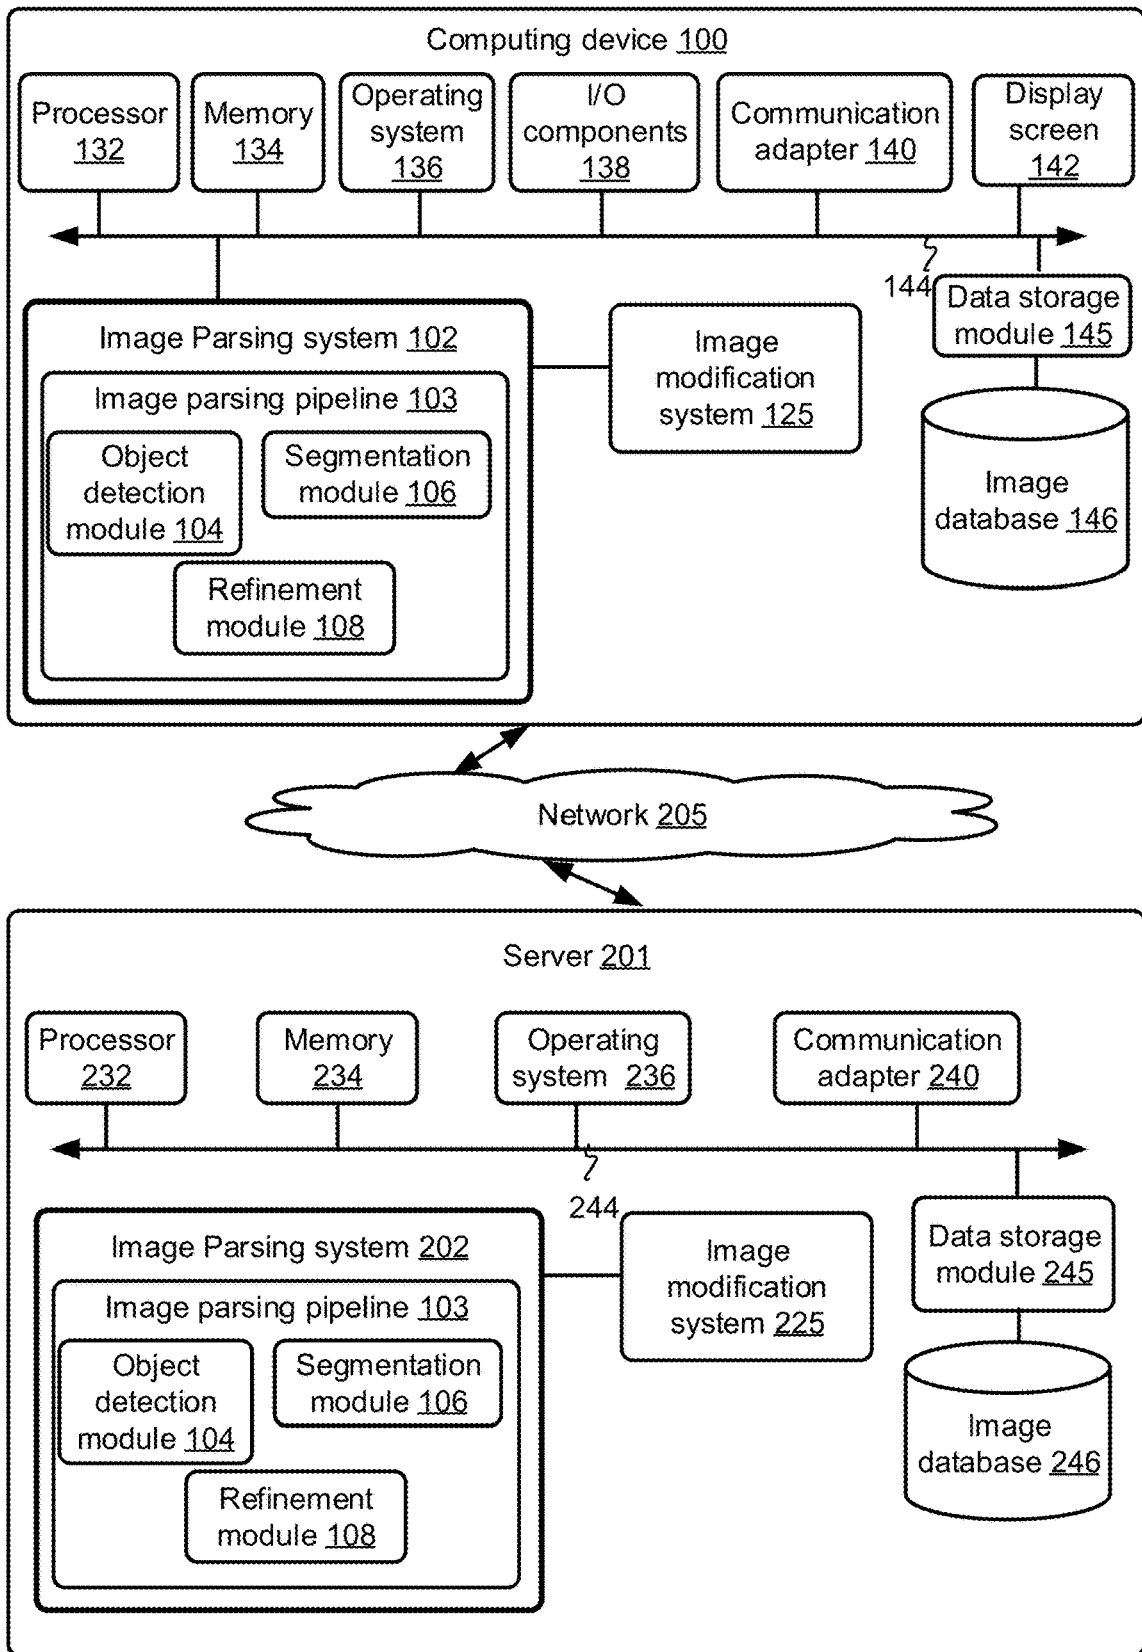 Computing device 100
Processor
132
Memory
134
Operating
system
136
I/O
components
138
Communication
adapter 140
Display
screen
142
144
Image Parsing system 102
Image parsing pipeline 103
Object
detection
module 104
Segmentation
module 106
Refinement
module 108
Image
modification
system 125
Data storage
module 145
Image
database 146
Network 205
Server 201
Processor
232
Memory
234
Operating
system 236
Communication
adapter 240
244
Image Parsing system 202
Image parsing pipeline 103
Object
detection
module 104
Segmentation
module 106
Refinement
module 108
Image
modification
system 225
Data storage
module 245
Image
database 246